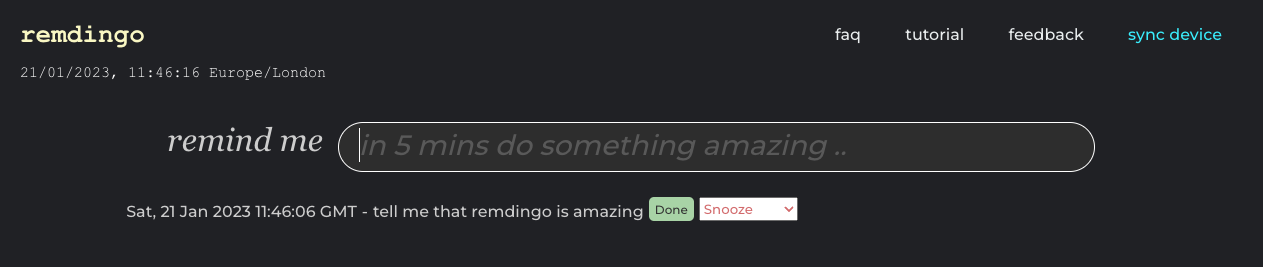 remdingo faq tutorial feedback sync device
21/01/2023, 11:46:16 Europe/London
remind me in 5 mins do something amazing ..
Sat, 21 Jan 2023 11:46:06 GMT - tell me that remdingo is amazing Done Snooze